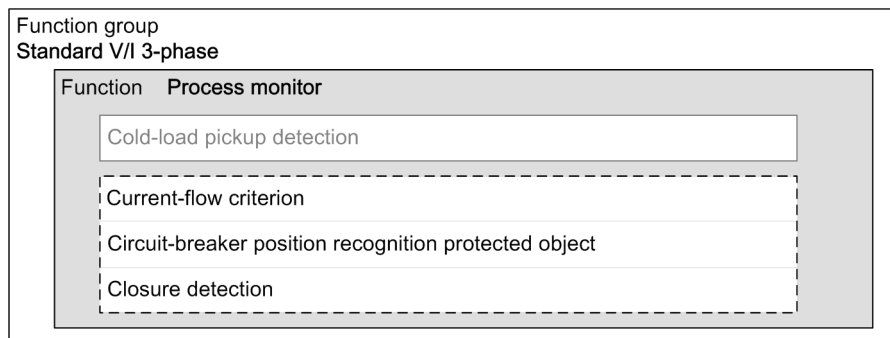 Function group
Standard V/I 3-phase
Function Process monitor
Cold-load pickup detection
Current-flow criterion
Circuit-breaker position recognition protected object
Closure detection